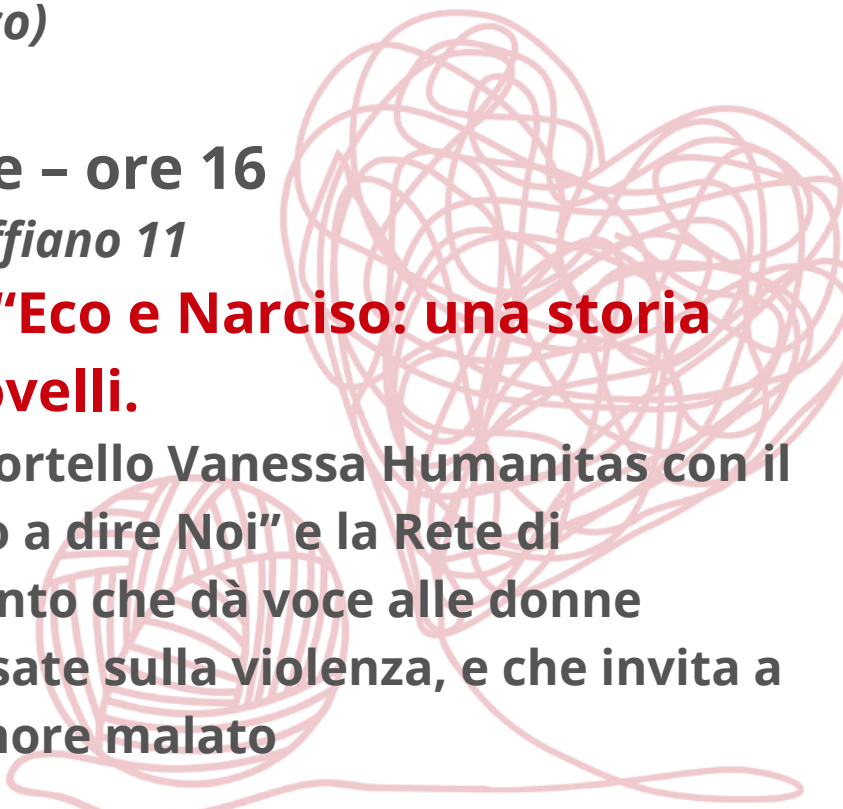 co)
e – ore 16
ffiano 11
“Eco e Narciso: una storia
ovelli.
ortello Vanessa Humanitas con il
o a dire Noi” e la Rete di
nto che dà voce alle donne
sate sulla violenza, e che invita a
nore malato